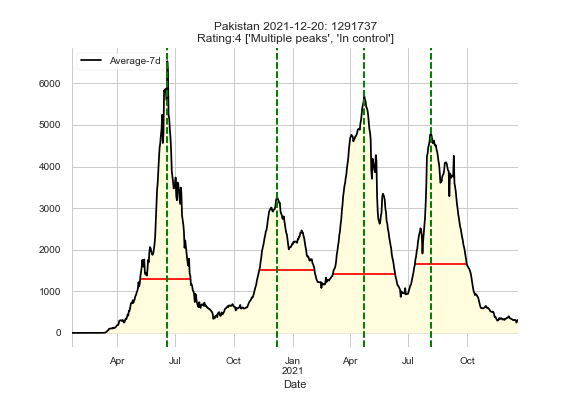 Pakistan 2021-12-20: 1291737
Rating:4 ['Multiple peaks', 'In control']
Average-7d
6000
5000
4000
3000
2000
1000
0
Apr Jul Oct Jan Apr Jul Oct
2021
Date